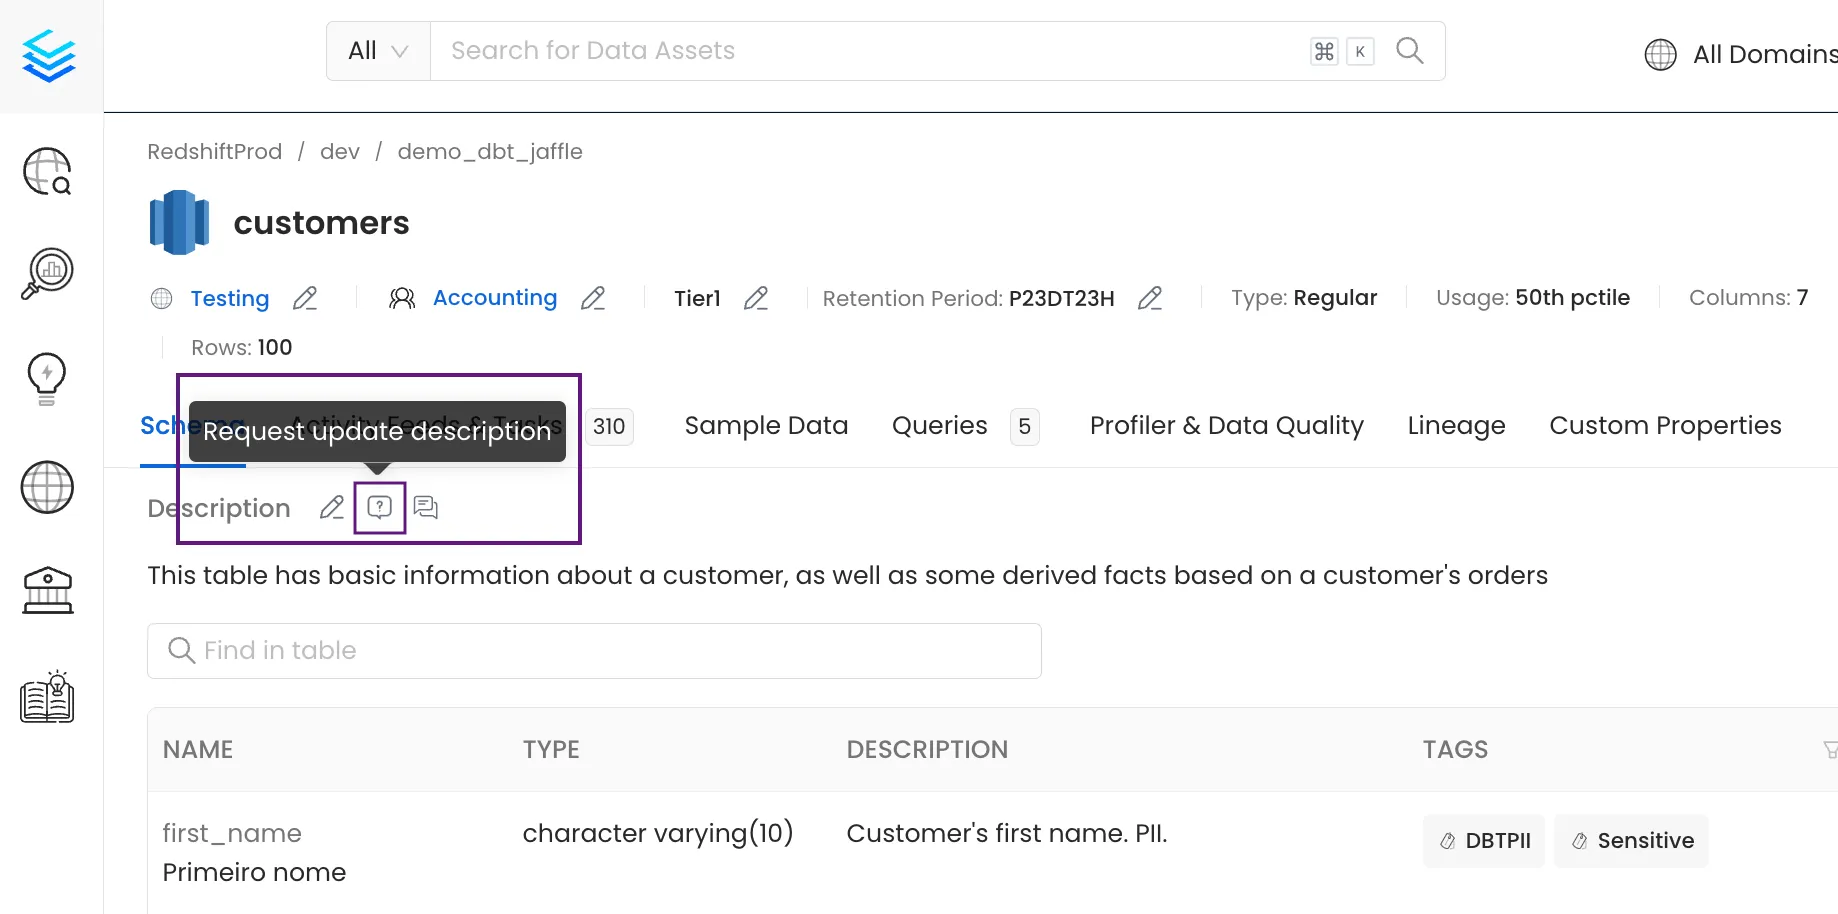 All Search for Data Assets ⌘ K All Domains
RedshiftProd / dev / demo_dbt_jaffle
customers
Testing Accounting Tier1 Retention Period: P23DT23H Type: Regular Usage: 50th pctile Columns: 7
Rows: 100
Schema Activity Feeds & Tasks 310 Sample Data Queries 5 Profiler & Data Quality Lineage Custom Properties
Request update description
Description
This table has basic information about a customer, as well as some derived facts based on a customer's orders
Find in table
NAME TYPE DESCRIPTION TAGS
first_name character varying(10) Customer's first name. PII. DBTPII Sensitive
Primeiro nome